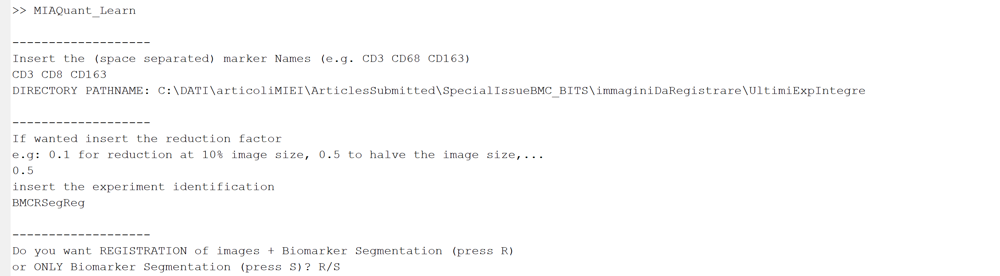 >> MIAQuant_Learn
-------------------
Insert the (space separated) marker Names (e.g. CD3 CD68 CD163)
CD3 CD8 CD163
DIRECTORY PATHNAME: C:\DATI\articoliMIEI\ArticlesSubmitted\SpecialIssueBMC_BITS\immaginiDaRegistrare\UltimiExpIntegre
-------------------
If wanted insert the reduction factor
e.g: 0.1 for reduction at 10% image size, 0.5 to halve the image size,...
0.5
insert the experiment identification
BMCRSegReg
-------------------
Do you want REGISTRATION of images + Biomarker Segmentation (press R)
or ONLY Biomarker Segmentation (press S)? R/S